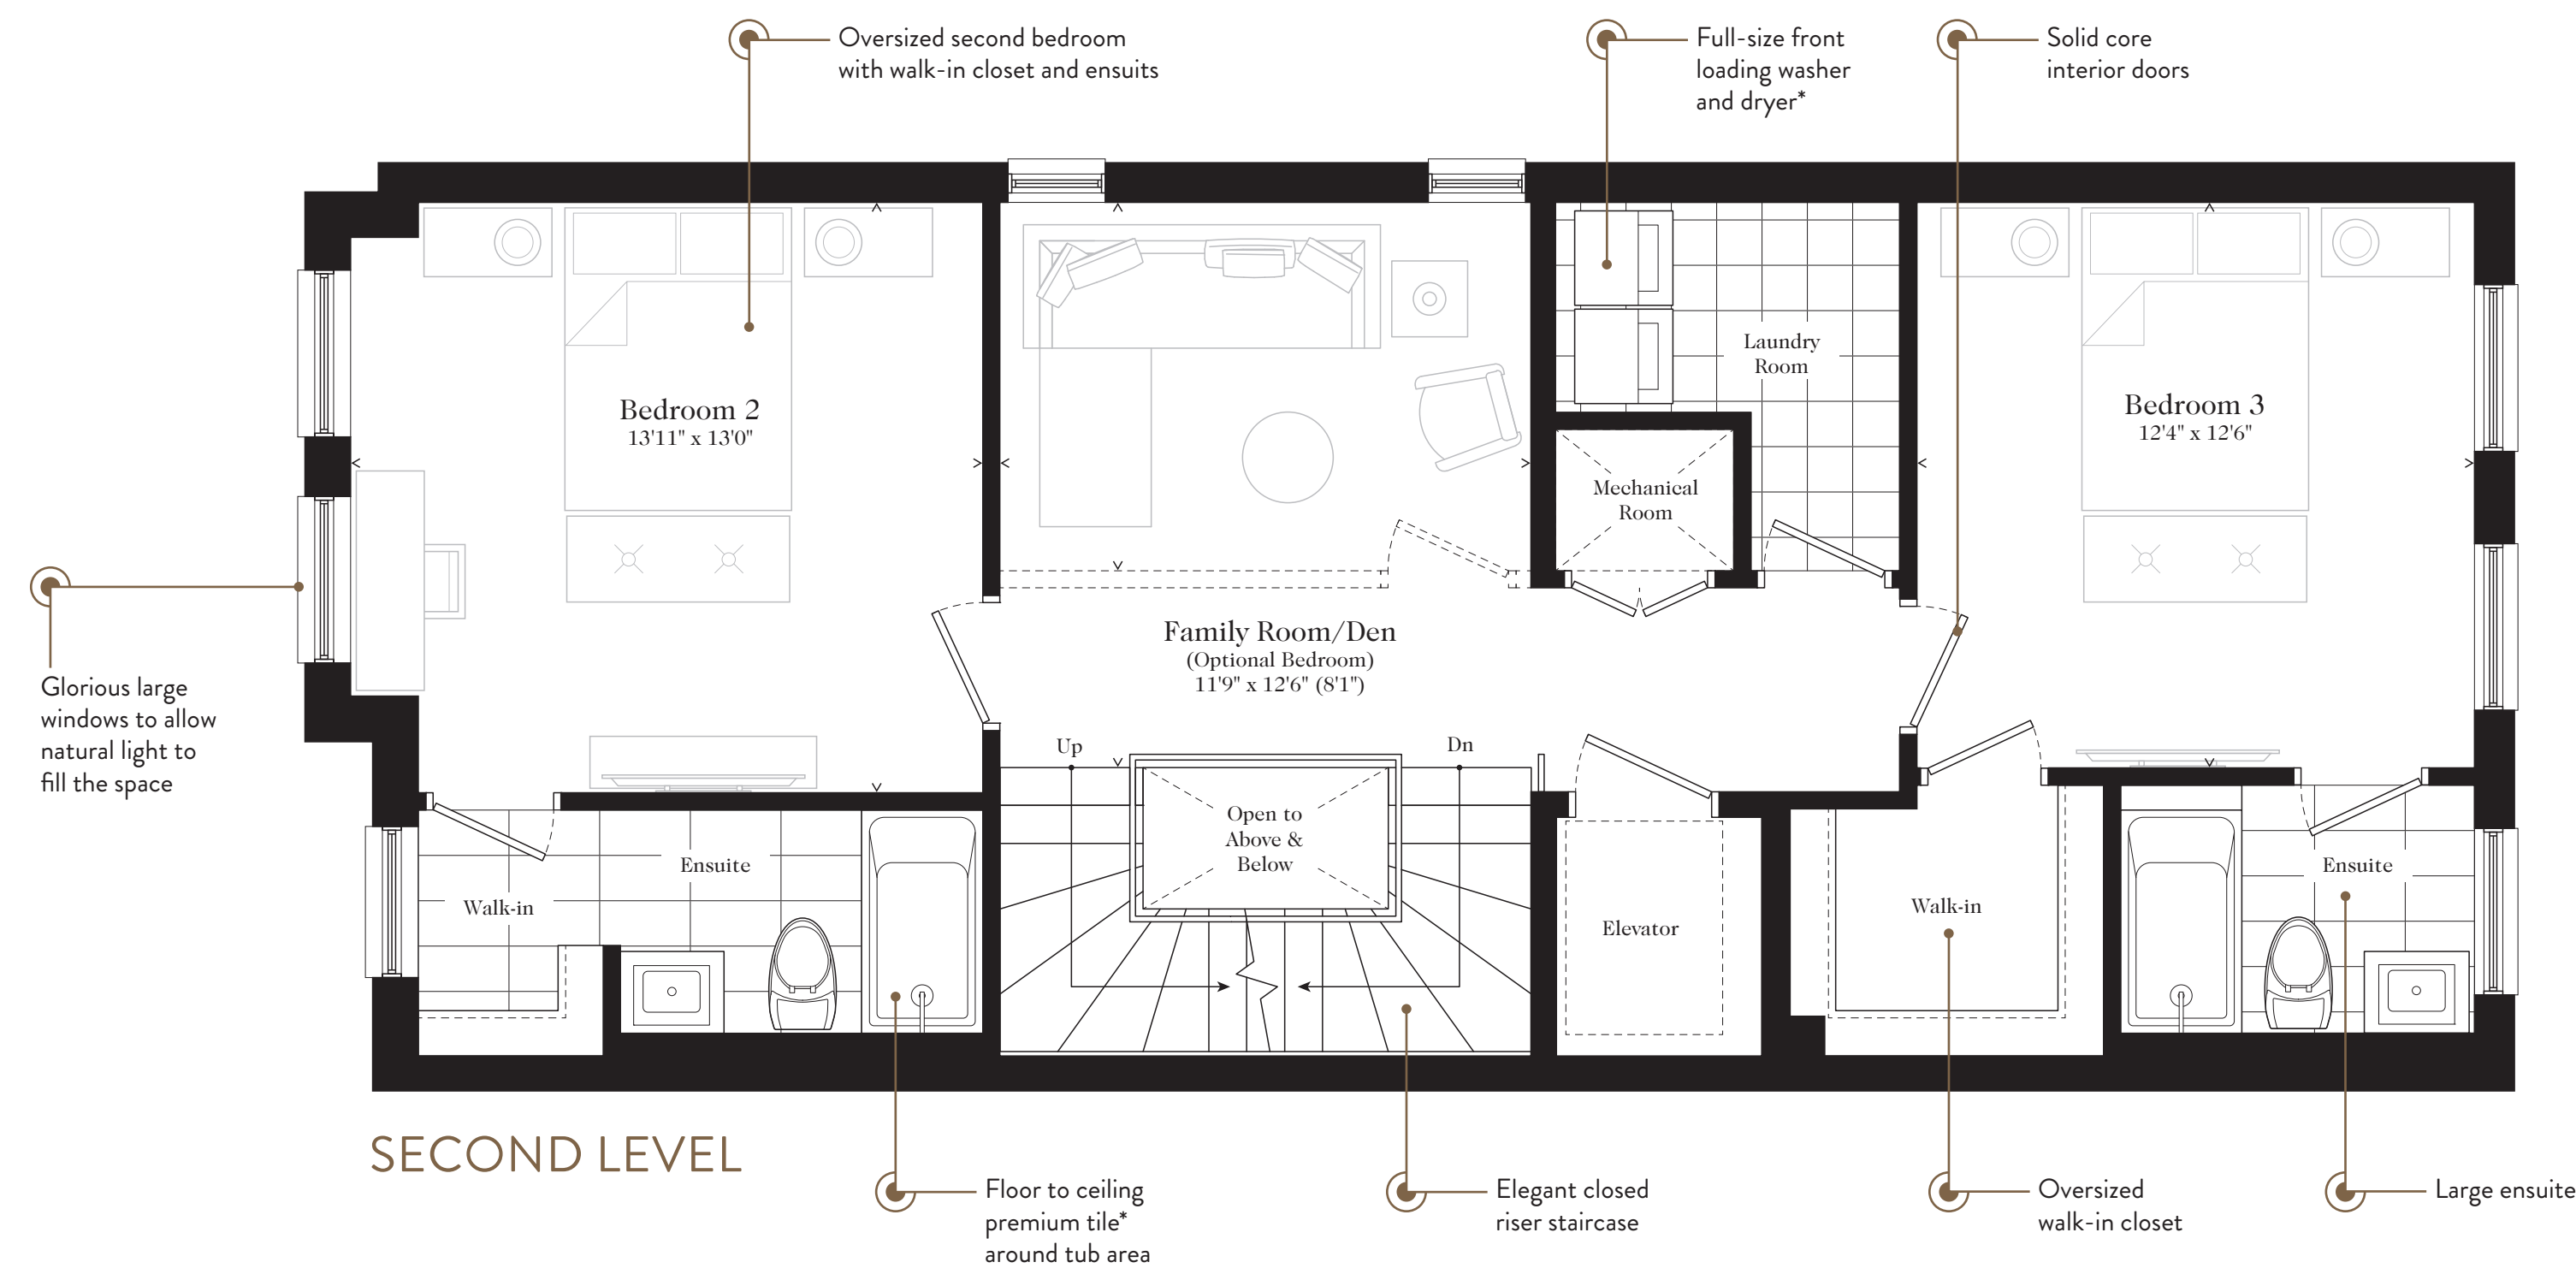 Oversized second bedroom
with walk-in closet and ensuits
Full-size front
loading washer
and dryer*
Solid core
interior doors
Glorious large
windows to allow
natural light to
fill the space
Bedroom 2
13'11" x 13'0"
Laundry
Room
Mechanical
Room
Bedroom 3
12'4" x 12'6"
Family Room/Den
(Optional Bedroom)
11'9" x 12'6" (8'1")
Up
Dn
Open to
Above &
Below
Ensuite
Walk-in
Elevator
Walk-in
Ensuite
SECOND LEVEL
Floor to ceiling
premium tile*
around tub area
Elegant closed
riser staircase
Oversized
walk-in closet
Large ensuite